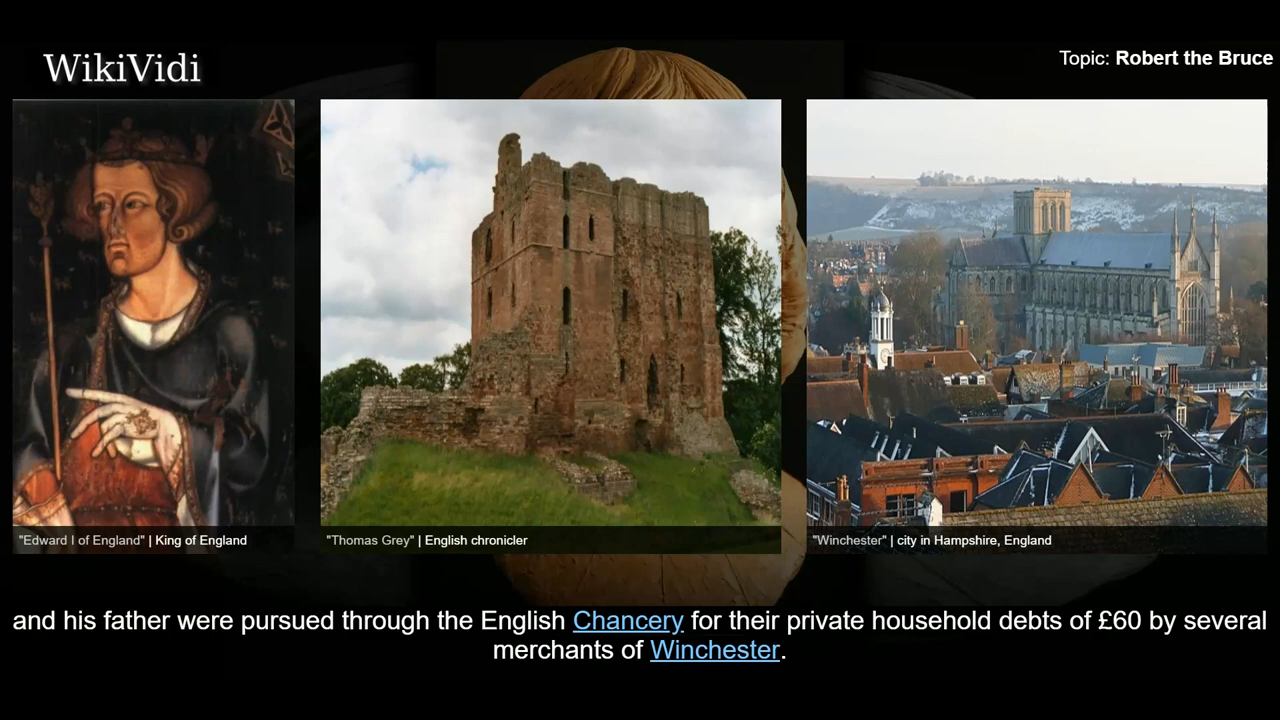 WikiVidi
Topic: Robert the Bruce
"Edward I of England" | King of England
"Thomas Grey" | English chronicler
"Winchester" | city in Hampshire, England
and his father were pursued through the English Chancery for their private household debts of £60 by several
merchants of Winchester.